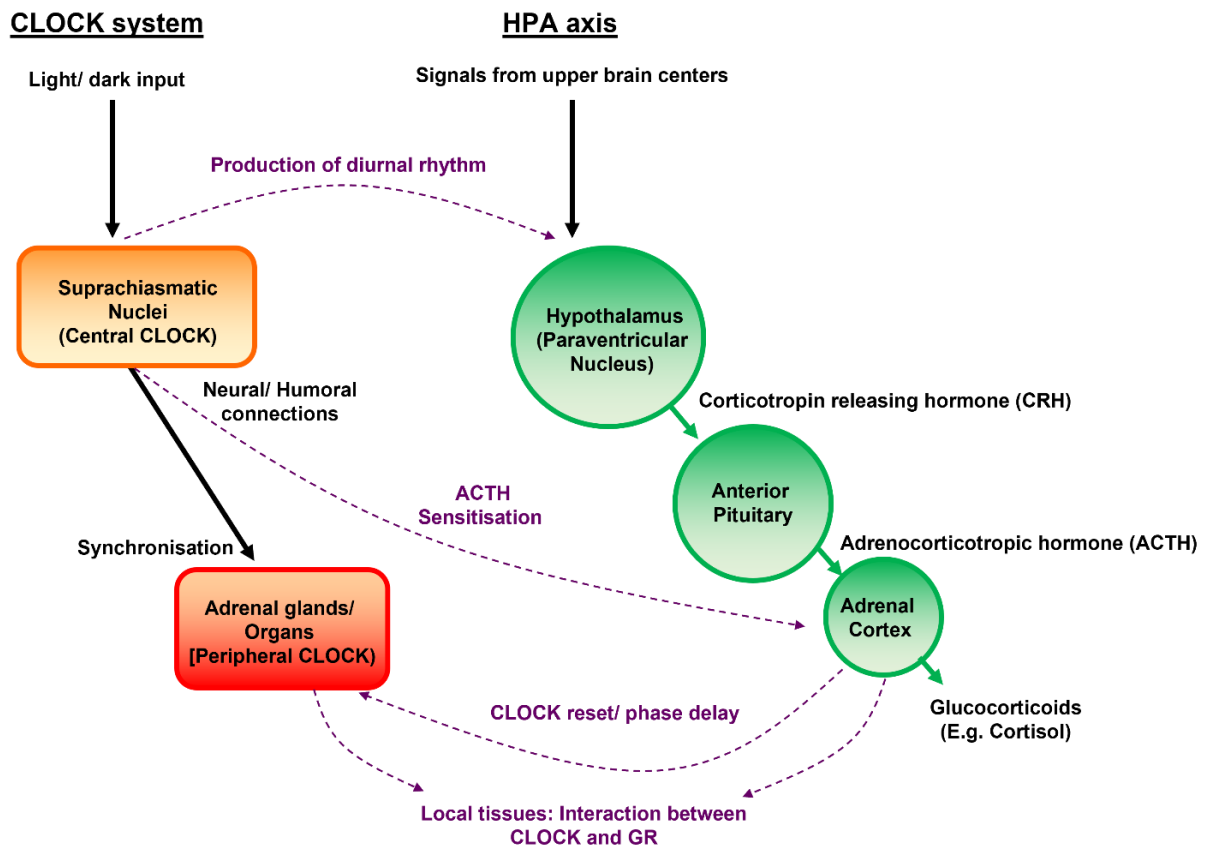 CLOCK system
HPA axis
Light/ dark input
Signals from upper brain centers
Production of diurnal rhythm
Suprachiasmatic
Nuclei
(Central CLOCK)
Hypothalamus
(Paraventricular
Nucleus)
Neural/ Humoral
connections
Corticotropin releasing hormone (CRH)
ACTH
Sensitisation
Anterior
Pituitary
Synchronisation
Adrenocorticotropic hormone (ACTH)
Adrenal glands/
Organs
[Peripheral CLOCK)
Adrenal
Cortex
CLOCK reset/ phase delay
Glucocorticoids
(E.g. Cortisol)
Local tissues: Interaction between
CLOCK and GR